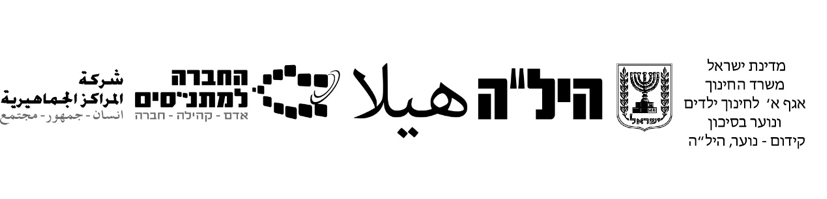 מדינת ישראל
משרד החינוך
אגף א׳ לחינוך ילדים
ונוער בסיכון
קידום - נוער, היל״ה
ישראל
היל״ה
هيلا
החברה
למתנ״סים
אדם - קהילה - חברה
شركة
المراكز الجماهيرية
انسان - جمهور - مجتمع